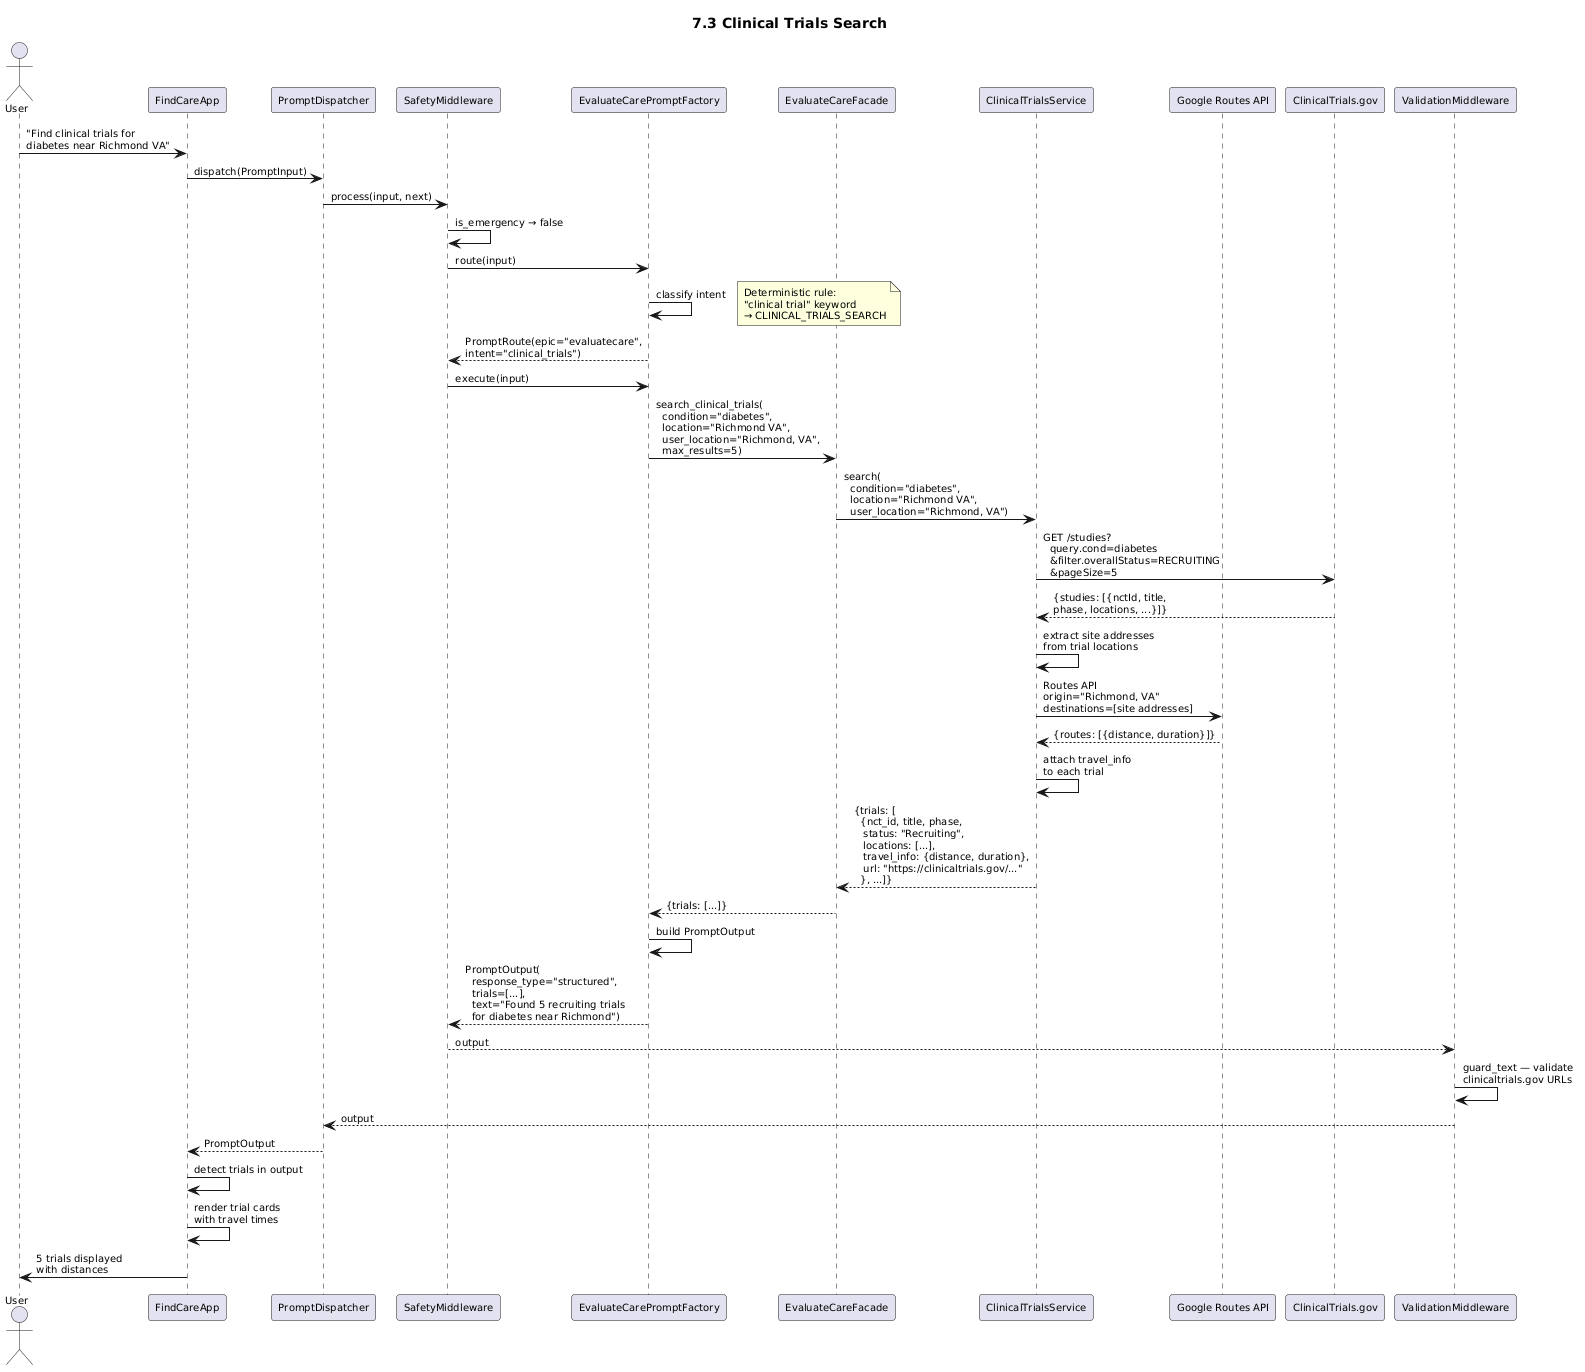 7.3 Clinical Trials Search
User
FindCareApp
PromptDispatcher
SafetyMiddleware
EvaluateCarePromptFactory
EvaluateCareFacade
ClinicalTrialsService
Google Routes API
ClinicalTrials.gov
ValidationMiddleware
"Find clinical trials for
diabetes near Richmond VA"
dispatch(PromptInput)
process(input, next)
is_emergency → false
route(input)
classify intent
Deterministic rule:
"clinical trial" keyword
→ CLINICAL_TRIALS_SEARCH
PromptRoute(epic="evaluatecare",
intent="clinical_trials")
execute(input)
search_clinical_trials(
condition="diabetes",
location="Richmond VA",
user_location="Richmond, VA",
max_results=5)
search(
condition="diabetes",
location="Richmond VA",
user_location="Richmond, VA")
GET /studies?
query.cond=diabetes
&filter.overallStatus=RECRUITING
&pageSize=5
{studies: [{nctId, title,
phase, locations, ...}]}
extract site addresses
from trial locations
Routes API
origin="Richmond, VA"
destinations=[site addresses]
{routes: [{distance, duration}]}
attach travel_info
to each trial
{trials: [
{nct_id, title, phase,
status: "Recruiting",
locations: [...],
travel_info: {distance, duration},
url: "https://clinicaltrials.gov/..."
}, ...]}
{trials: [...]}
build PromptOutput
PromptOutput(
response_type="structured",
trials=[...],
text="Found 5 recruiting trials
for diabetes near Richmond")
output
guard_text — validate
clinicaltrials.gov URLs
output
PromptOutput
detect trials in output
render trial cards
with travel times
5 trials displayed
with distances
User
FindCareApp
PromptDispatcher
SafetyMiddleware
EvaluateCarePromptFactory
EvaluateCareFacade
ClinicalTrialsService
Google Routes API
ClinicalTrials.gov
ValidationMiddleware